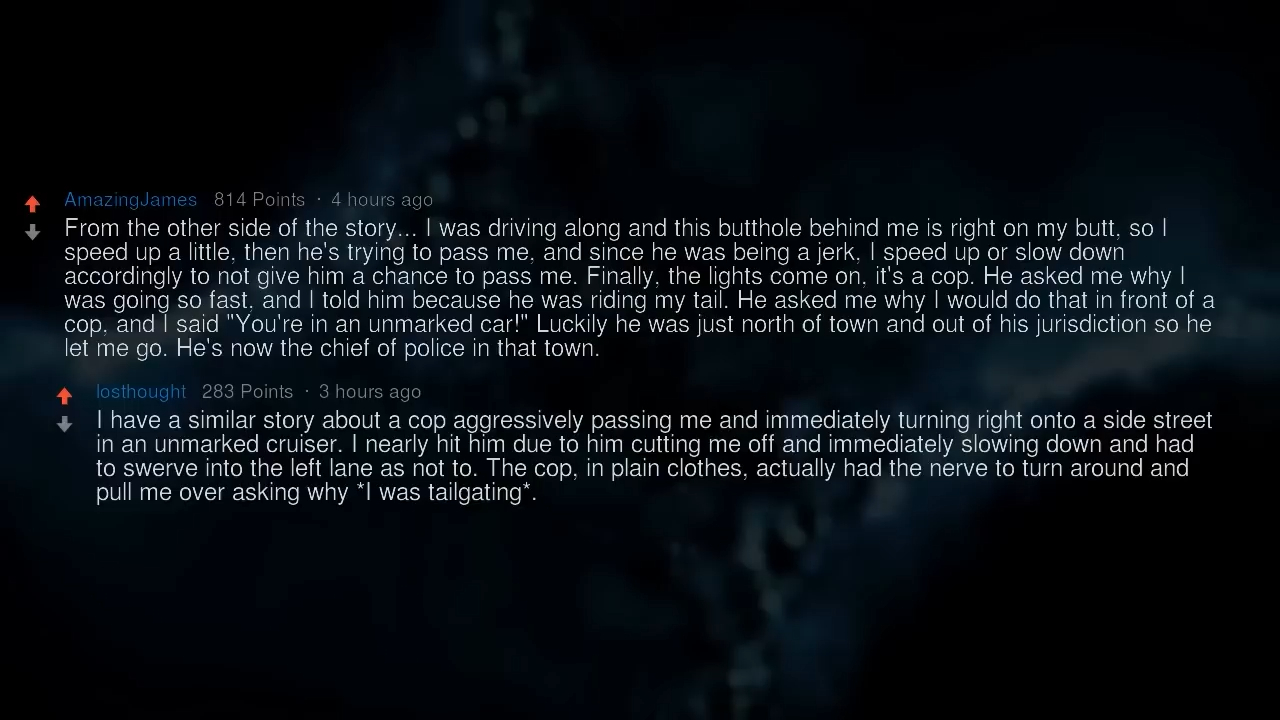 AmazingJames 814 Points · 4 hours ago
From the other side of the story... I was driving along and this butthole behind me is right on my butt, so I
speed up a little, then he's trying to pass me, and since he was being a jerk, I speed up or slow down
accordingly to not give him a chance to pass me. Finally, the lights come on, it's a cop. He asked me why I
was going so fast, and I told him because he was riding my tail. He asked me why I would do that in front of a
cop, and I said "You're in an unmarked car!" Luckily he was just north of town and out of his jurisdiction so he
let me go. He's now the chief of police in that town.
losthought 283 Points · 3 hours ago
I have a similar story about a cop aggressively passing me and immediately turning right onto a side street
in an unmarked cruiser. I nearly hit him due to him cutting me off and immediately slowing down and had
to swerve into the left lane as not to. The cop, in plain clothes, actually had the nerve to turn around and
pull me over asking why *I was tailgating*.